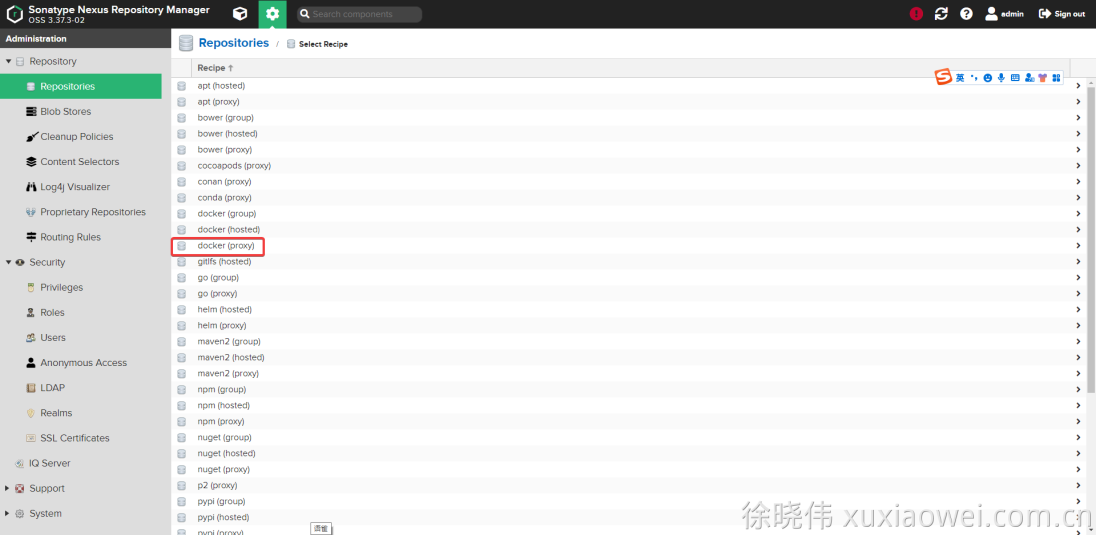 Sonatype Nexus Repository Manager
OSS 3.37.3-02
Search components
admin
Sign out
Administration
Repository
Repositories
Blob Stores
Cleanup Policies
Content Selectors
Log4j Visualizer
Proprietary Repositories
Routing Rules
Security
Privileges
Roles
Users
Anonymous Access
LDAP
Realms
SSL Certificates
IQ Server
Support
System
Repositories / Select Recipe
Recipe
英
apt (hosted)
apt (proxy)
bower (group)
bower (hosted)
bower (proxy)
cocoapods (proxy)
conan (proxy)
conda (proxy)
docker (group)
docker (hosted)
docker (proxy)
gitlfs (hosted)
go (group)
go (proxy)
helm (hosted)
helm (proxy)
maven2 (group)
maven2 (hosted)
maven2 (proxy)
npm (group)
npm (hosted)
npm (proxy)
nuget (group)
nuget (hosted)
nuget (proxy)
p2 (proxy)
pypi (group)
pypi (hosted)
pypi (proxy)
徐晓伟 xuxiaowei.com.cn